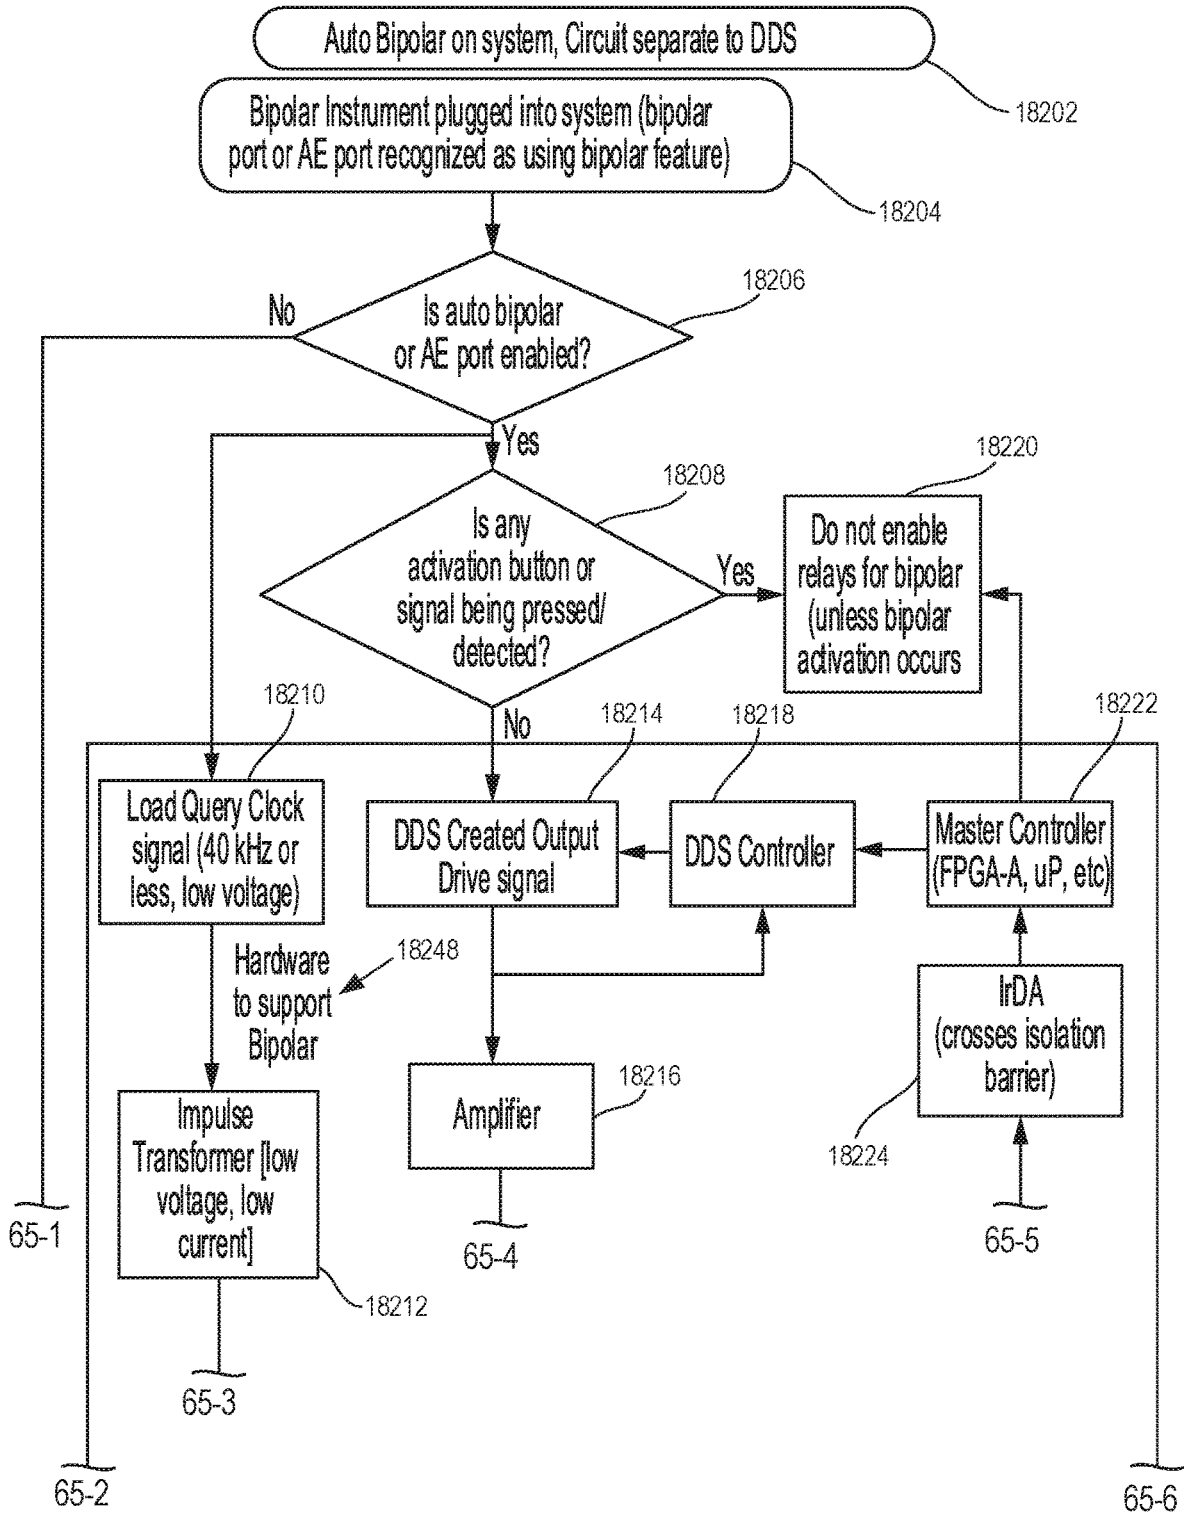 Auto Bipolar on system, Circuit separate to DDS
18202
Bipolar Instrument plugged into system (bipolar
port or AE port recognized as using bipolar feature)
18204
18206
No
Is auto bipolar
or AE port enabled?
Yes
18208
18220
Is any
activation button or
signal being pressed/
detected?
Yes
Do not enable
relays for bipolar
(unless bipolar
activation occurs
No
18210
18214
18218
18222
Load Query Clock
signal (40 kHz or
less, low voltage)
DDS Created Output
Drive signal
DDS Controller
Master Controller
(FPGA-A, uP, etc)
Hardware
to support
Bipolar
18248
IrDA
(crosses isolation
barrier)
18224
Amplifier
18216
Impulse
Transformer [low
voltage, low
current]
18212
65-1
65-4
65-5
65-3
65-2
65-6